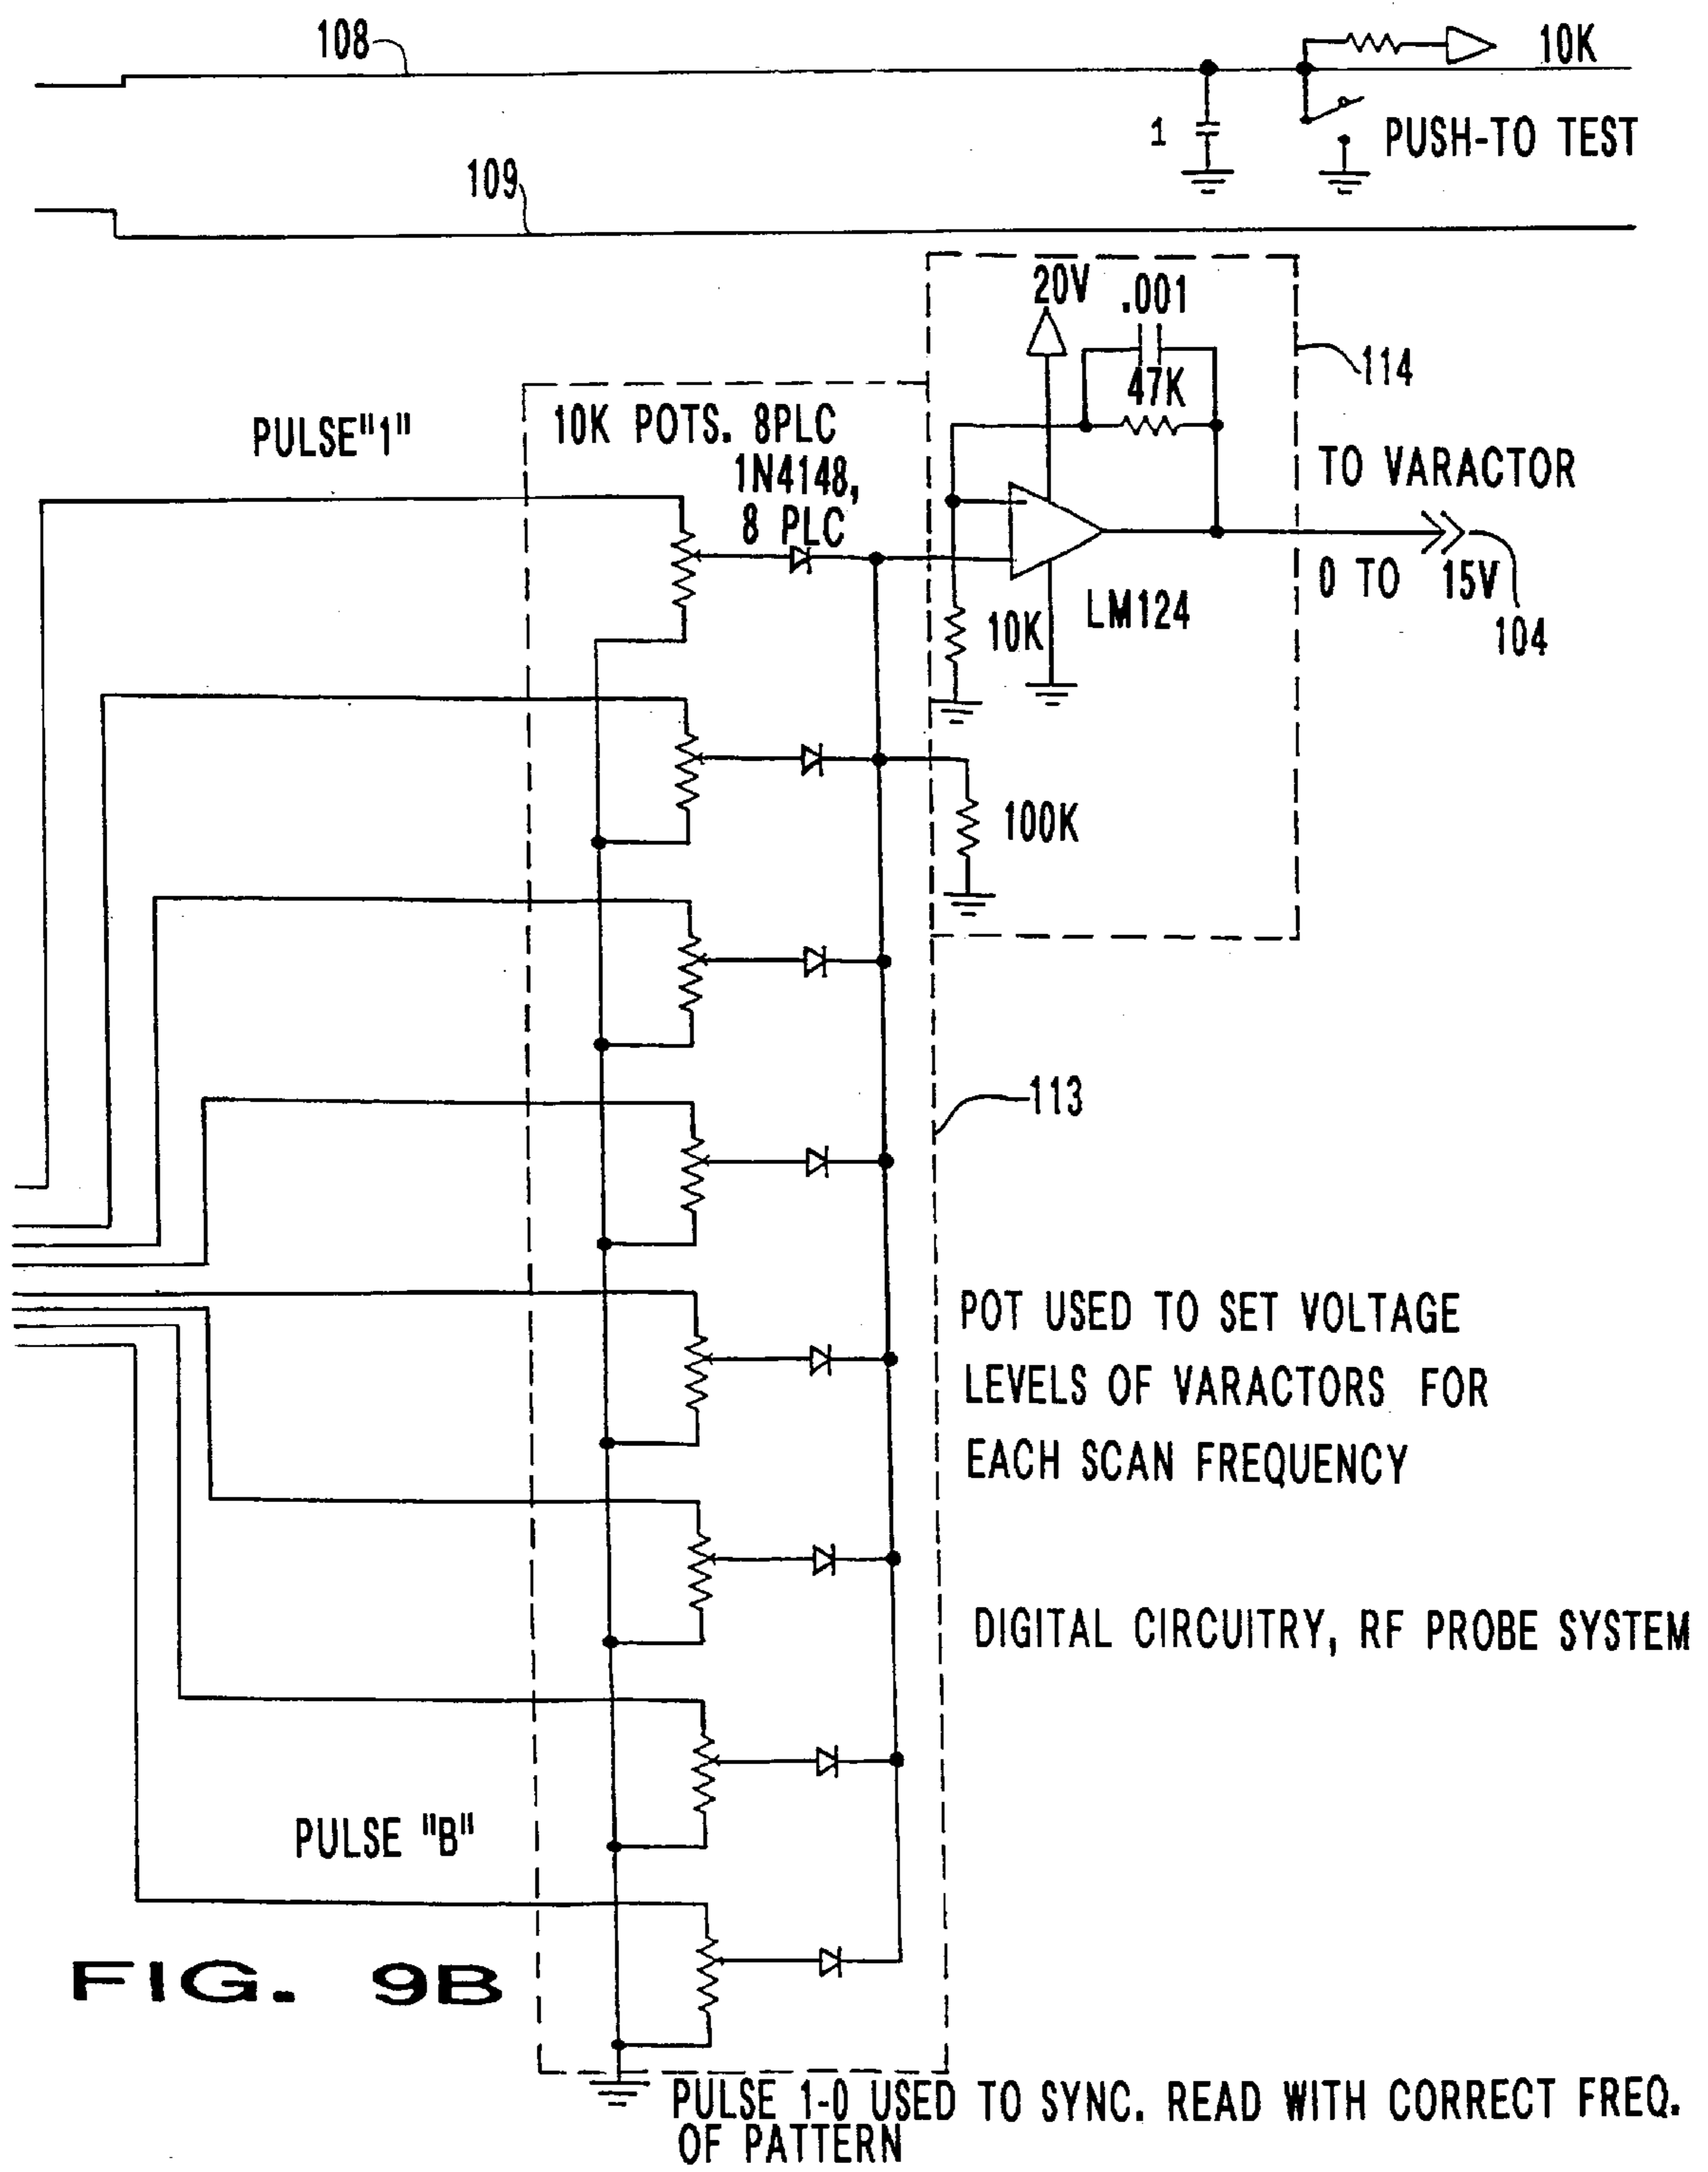 108
10K
1
PUSH-TO TEST
109
20V
.001
114
47K
PULSE"1"
10K POTS. 8PLC
1N4148,
8 PLC
TO VARACTOR
0 TO 15V
LM124
10K
104
100K
113
POT USED TO SET VOLTAGE
LEVELS OF VARACTORS FOR
EACH SCAN FREQUENCY
DIGITAL CIRCUITRY, RF PROBE SYSTEM
PULSE "B"
FIG. 9B
PULSE 1-0 USED TO SYNC. READ WITH CORRECT FREQ.
OF PATTERN